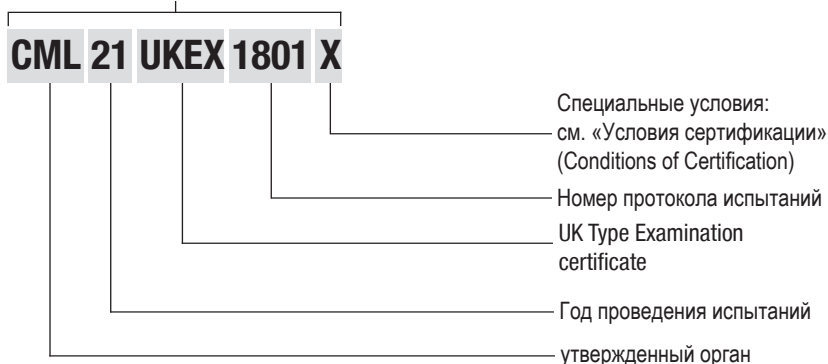 CML 21 UKEX 1801 X
Специальные условия:
см. «Условия сертификации»
(Conditions of Certification)
Номер протокола испытаний
UK Type Examination
certificate
Год проведения испытаний
утвержденный орган